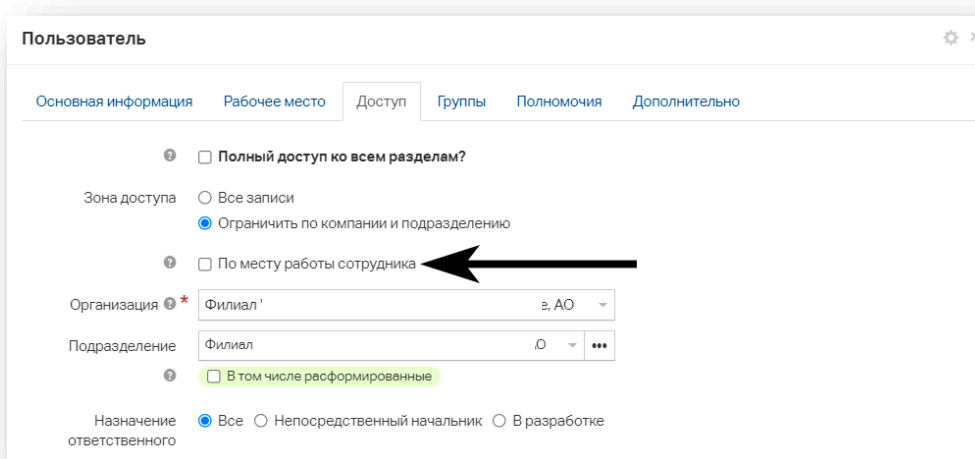 Пользователь
Основная информация Рабочее место Доступ Группы Полномочия Дополнительно
Полный доступ ко всем разделам?
Зона доступа Все записи
Ограничить по компании и подразделению
По месту работы сотрудника
Организация * Филиал ' е, АО
Подразделение Филиал О
В том числе расформированные
Назначение ответственного Все Непосредственный начальник В разработке